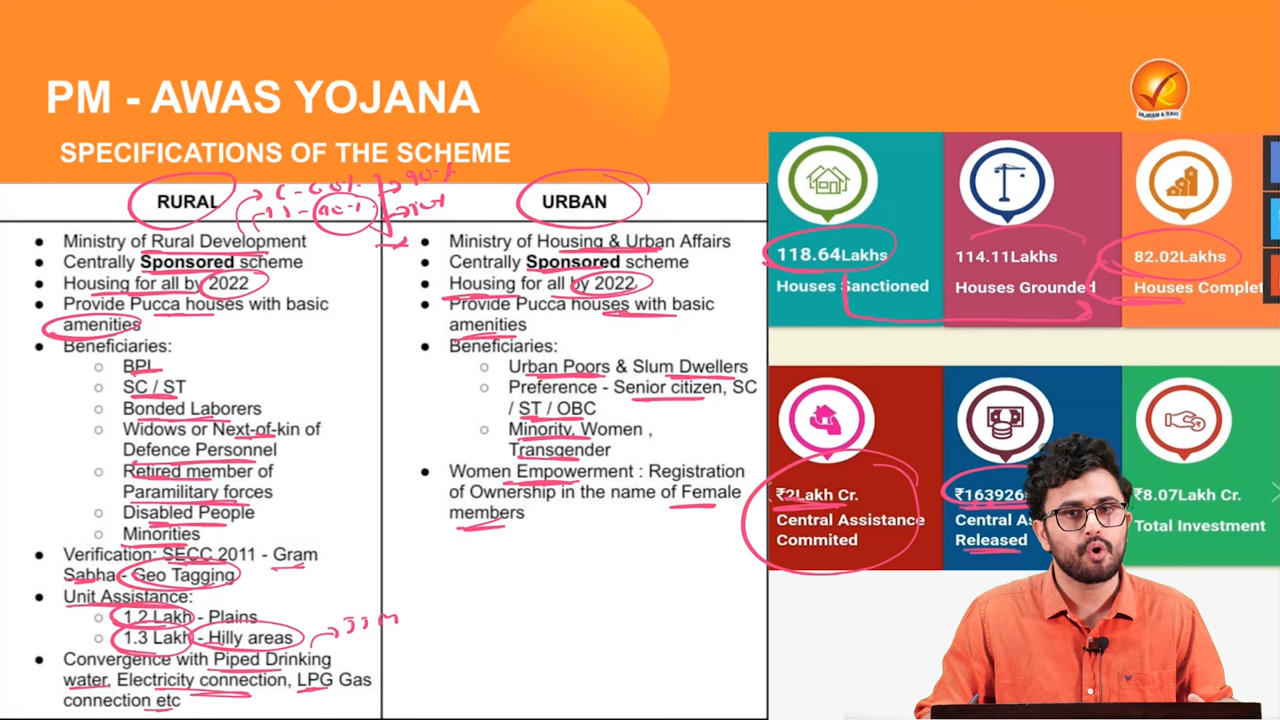 PM - AWAS YOJANA
SPECIFICATIONS OF THE SCHEME
RURAL
● Ministry of Rural Development
● Centrally Sponsored scheme
● Housing for all by 2022
● Provide Pucca houses with basic
amenities
● Beneficiaries:
○ BPL
○ SC / ST
○ Bonded Laborers
○ Widows or Next-of-kin of
Defence Personnel
○ Retired member of
Paramilitary forces
○ Disabled People
○ Minorities
● Verification: SECC 2011 - Gram
Sabha - Geo Tagging
● Unit Assistance:
○ 1.2 Lakh - Plains
○ 1.3 Lakh - Hilly areas
● Convergence with Piped Drinking
water, Electricity connection, LPG Gas
connection etc
URBAN
● Ministry of Housing & Urban Affairs
● Centrally Sponsored scheme
● Housing for all by 2022
● Provide Pucca houses with basic
amenities
● Beneficiaries:
○ Urban Poors & Slum Dwellers
○ Preference - Senior citizen, SC
/ ST / OBC
○ Minority, Women ,
Transgender
● Women Empowerment : Registration
of Ownership in the name of Female
members
VAJIRAM & RAVI
118.64Lakhs
Houses Sanctioned
114.11Lakhs
Houses Grounded
82.02Lakhs
Houses Complet
₹2Lakh Cr.
Central Assistance
Commited
₹163926
Central As
Released
₹8.07Lakh Cr.
Total Investment
90%